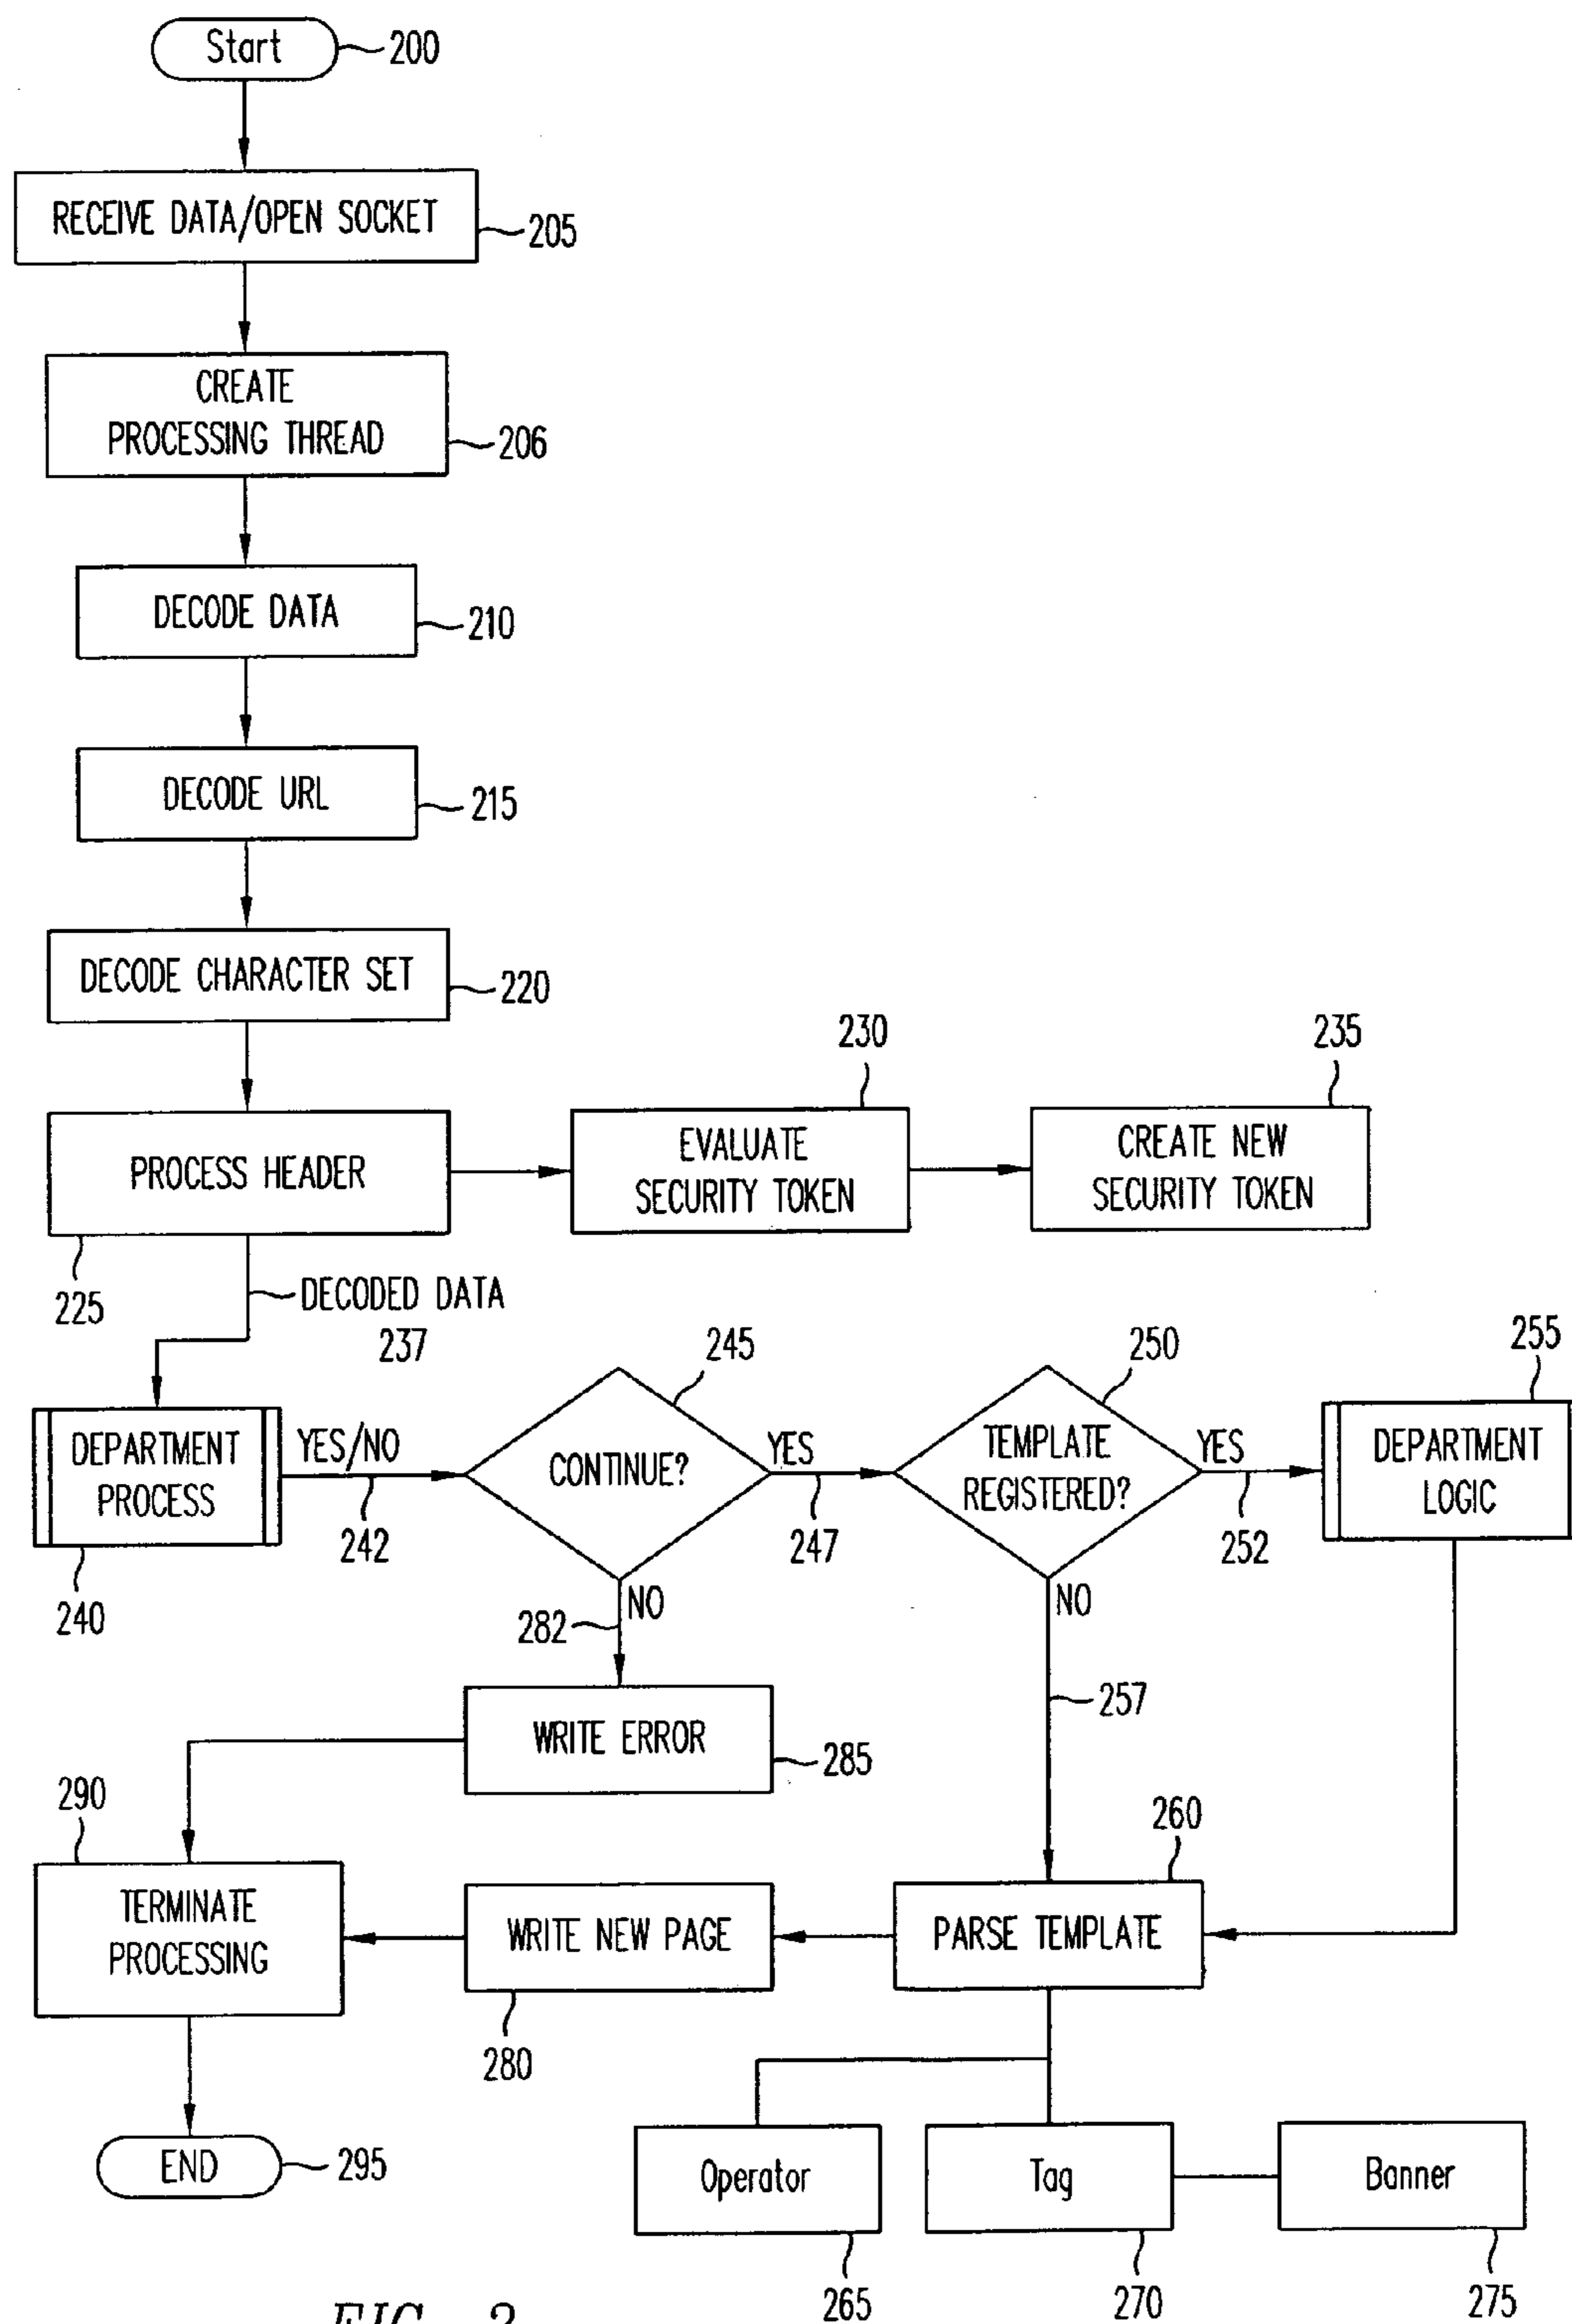 Start
200
RECEIVE DATA/OPEN SOCKET
205
CREATE
PROCESSING THREAD
206
DECODE DATA
210
DECODE URL
215
DECODE CHARACTER SET
220
230
235
PROCESS HEADER
225
EVALUATE
SECURITY TOKEN
CREATE NEW
SECURITY TOKEN
DECODED DATA
237
245
250
255
DEPARTMENT
PROCESS
240
YES/NO
242
CONTINUE?
YES
247
TEMPLATE
REGISTERED?
YES
252
DEPARTMENT
LOGIC
NO
282
NO
257
WRITE ERROR
285
290
260
TERMINATE
PROCESSING
WRITE NEW PAGE
280
PARSE TEMPLATE
END
295
Operator
265
Tag
270
Banner
275